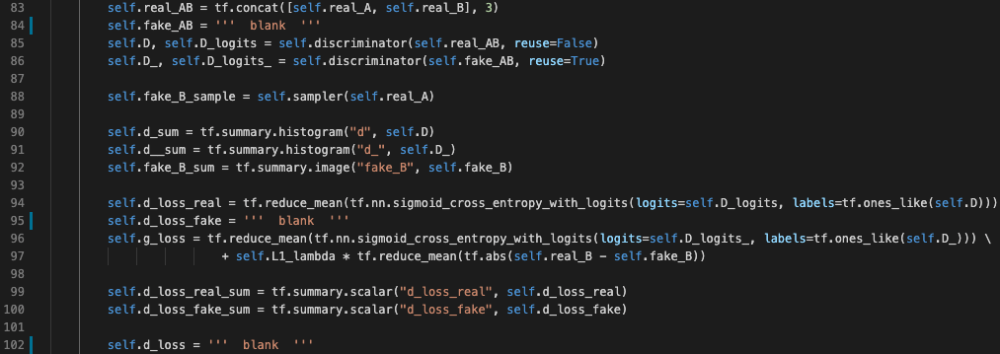 83 self.real_AB = tf.concat([self.real_A, self.real_B], 3)
84 self.fake_AB = '''  blank  '''
85 self.D, self.D_logits = self.discriminator(self.real_AB, reuse=False)
86 self.D_, self.D_logits_ = self.discriminator(self.fake_AB, reuse=True)
87
88 self.fake_B_sample = self.sampler(self.real_A)
89
90 self.d_sum = tf.summary.histogram("d", self.D)
91 self.d__sum = tf.summary.histogram("d_", self.D_)
92 self.fake_B_sum = tf.summary.image("fake_B", self.fake_B)
93
94 self.d_loss_real = tf.reduce_mean(tf.nn.sigmoid_cross_entropy_with_logits(logits=self.D_logits, labels=tf.ones_like(self.D)))
95 self.d_loss_fake = '''  blank  '''
96 self.g_loss = tf.reduce_mean(tf.nn.sigmoid_cross_entropy_with_logits(logits=self.D_logits_, labels=tf.ones_like(self.D_))) \
97 + self.L1_lambda * tf.reduce_mean(tf.abs(self.real_B - self.fake_B))
98
99 self.d_loss_real_sum = tf.summary.scalar("d_loss_real", self.d_loss_real)
100 self.d_loss_fake_sum = tf.summary.scalar("d_loss_fake", self.d_loss_fake)
101
102 self.d_loss = '''  blank  '''